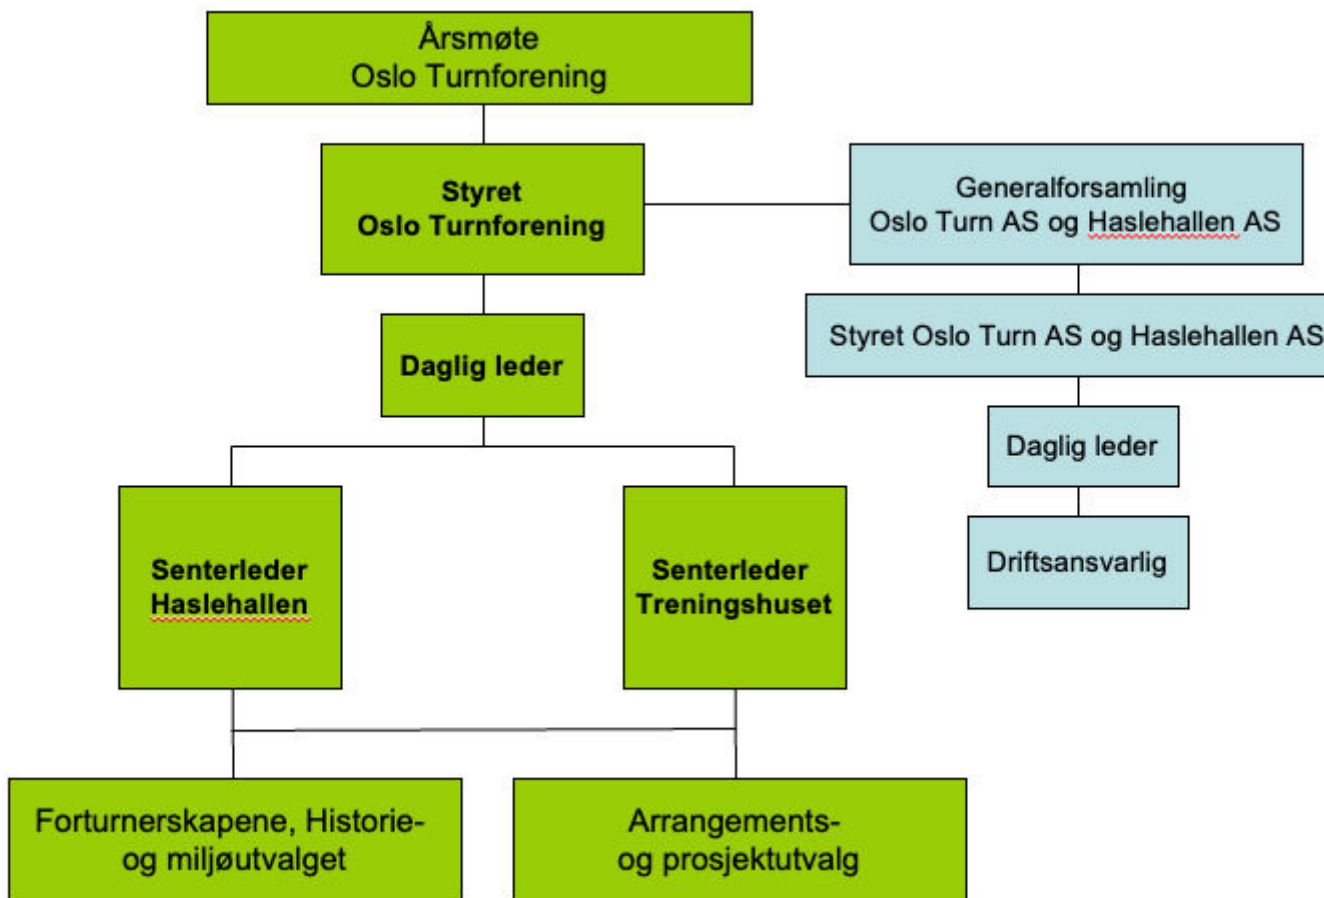 Årsmøte
Oslo Turnforening
Styret
Oslo Turnforening
Generalforsamling
Oslo Turn AS og Haslehallen AS
Styret Oslo Turn AS og Haslehallen AS
Daglig leder
Daglig leder
Driftsansvarlig
Senterleder
Haslehallen
Senterleder
Treningshuset
Forturnerskapene, Historie-
og miljøutvalget
Arrangements-
og prosjektutvalg